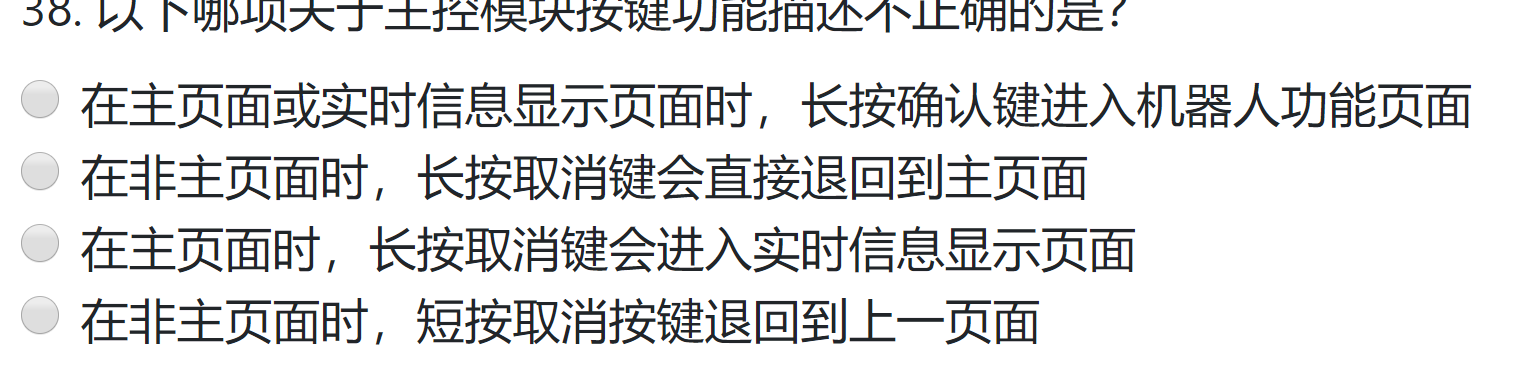 38. 以下哪项关于主控模块按键功能描述不正确的是?
在主页面或实时信息显示页面时，长按确认键进入机器人功能页面
在非主页面时，长按取消键会直接退回到主页面
在主页面时，长按取消键会进入实时信息显示页面
在非主页面时，短按取消按键退回到上一页面